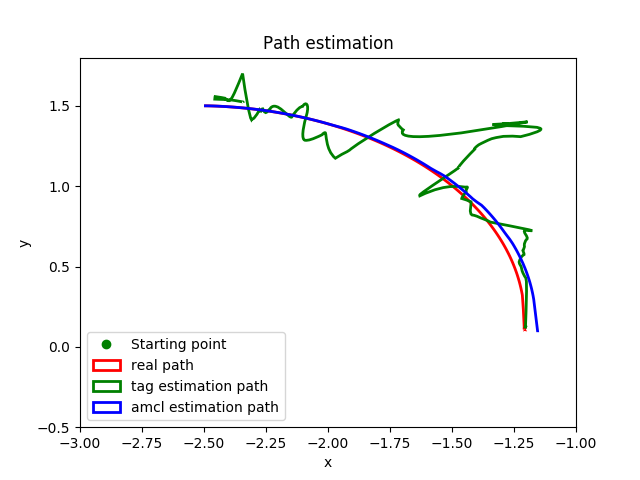 Path estimation
y
1.5
1.0
0.5
0.0
−0.5
Starting point
real path
tag estimation path
amcl estimation path
−3.00 −2.75 −2.50 −2.25 −2.00 −1.75 −1.50 −1.25 −1.00
x